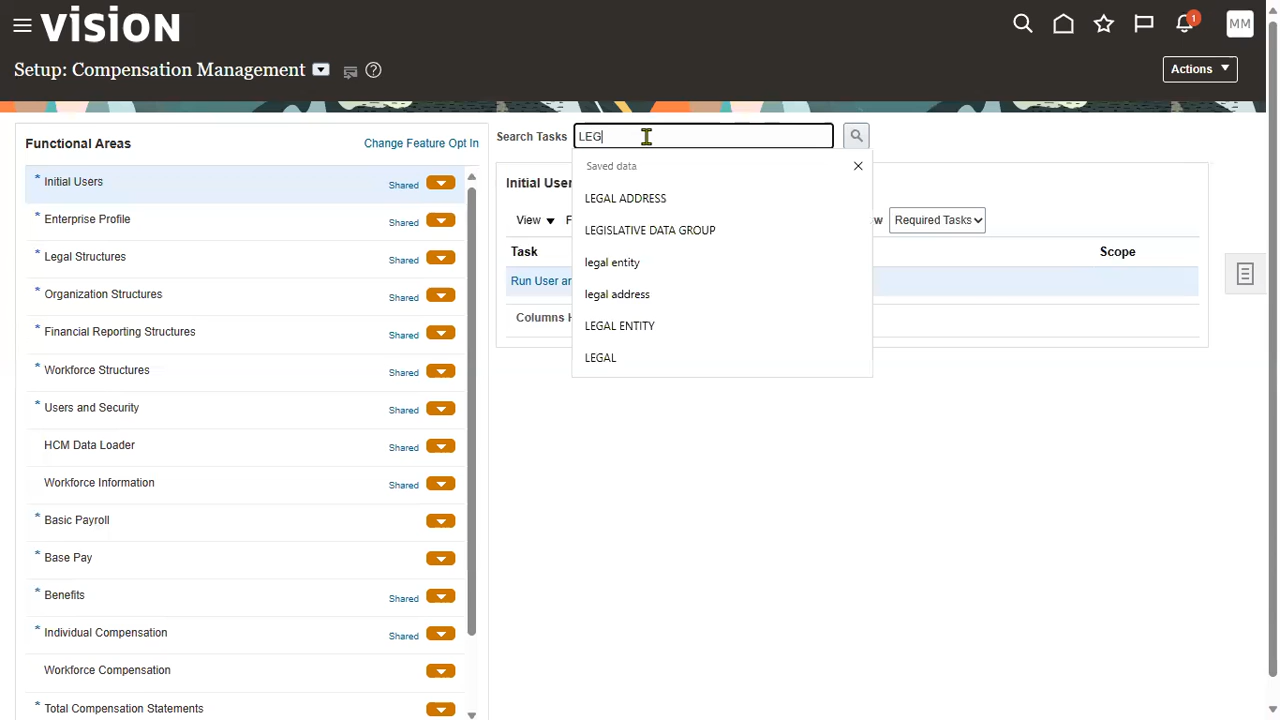 vision
1
MM
Setup: Compensation Management
Actions
Functional Areas
Change Feature Opt In
* Initial Users
Shared
* Enterprise Profile
Shared
* Legal Structures
Shared
* Organization Structures
Shared
* Financial Reporting Structures
Shared
* Workforce Structures
Shared
* Users and Security
Shared
HCM Data Loader
Shared
Workforce Information
Shared
* Basic Payroll
* Base Pay
* Benefits
Shared
* Individual Compensation
Shared
Workforce Compensation
* Total Compensation Statements
Search Tasks
LEG
Saved data
LEGAL ADDRESS
LEGISLATIVE DATA GROUP
legal entity
legal address
LEGAL ENTITY
LEGAL
Initial User
View
Required Tasks
Task
Scope
Run User
Columns